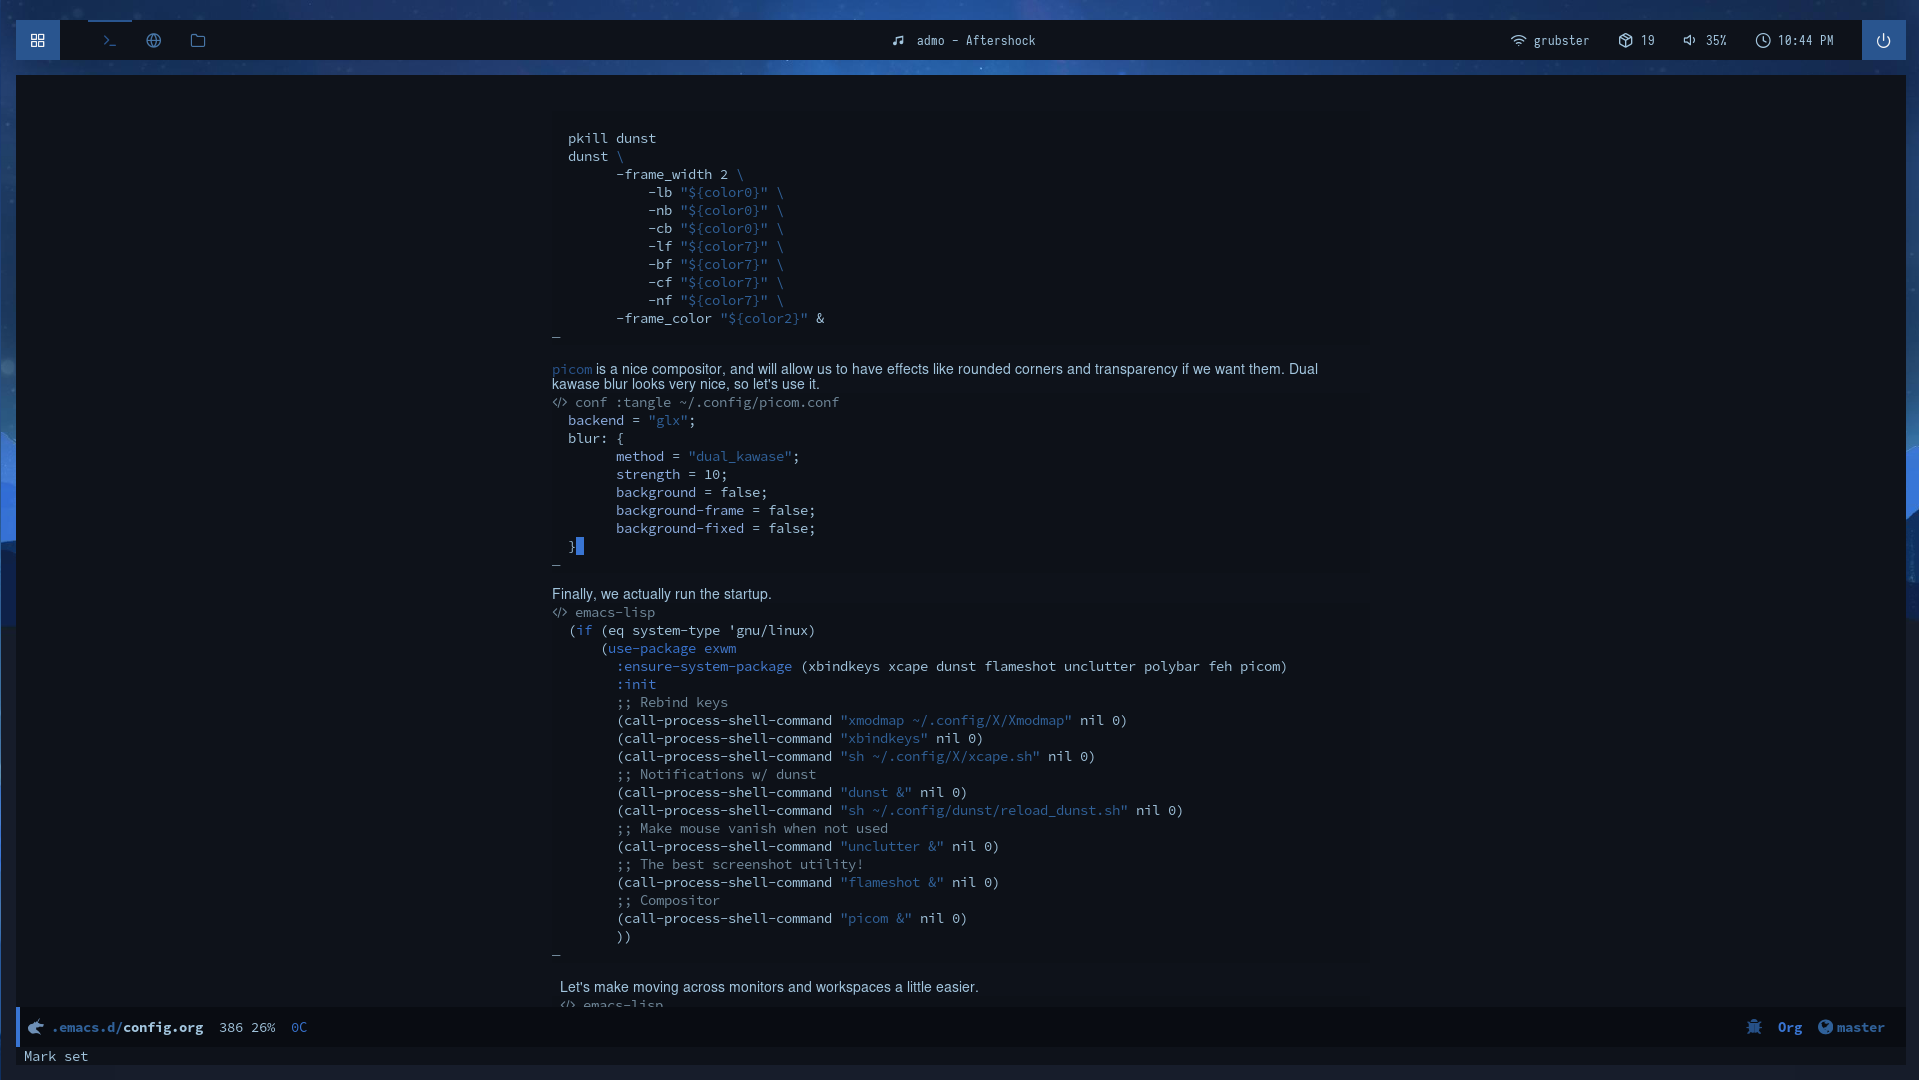 admo - Aftershock
grubster
19
35%
10:44 PM
pkill dunst
dunst \
-frame_width 2 \
-lb "${color0}" \
-nb "${color0}" \
-cb "${color0}" \
-lf "${color7}" \
-bf "${color7}" \
-cf "${color7}" \
-nf "${color7}" \
-frame_color "${color2}" &
—
picom is a nice compositor, and will allow us to have effects like rounded corners and transparency if we want them. Dual
kawase blur looks very nice, so let's use it.
</> conf :tangle ~/.config/picom.conf
backend = "glx";
blur: {
method = "dual_kawase";
strength = 10;
background = false;
background-frame = false;
background-fixed = false;
}
—
Finally, we actually run the startup.
</> emacs-lisp
(if (eq system-type 'gnu/linux)
(use-package exwm
:ensure-system-package (xbindkeys xcape dunst flameshot unclutter polybar feh picom)
:init
;; Rebind keys
(call-process-shell-command "xmodmap ~/.config/X/Xmodmap" nil 0)
(call-process-shell-command "xbindkeys" nil 0)
(call-process-shell-command "sh ~/.config/X/xcape.sh" nil 0)
;; Notifications w/ dunst
(call-process-shell-command "dunst &" nil 0)
(call-process-shell-command "sh ~/.config/dunst/reload_dunst.sh" nil 0)
;; Make mouse vanish when not used
(call-process-shell-command "unclutter &" nil 0)
;; The best screenshot utility!
(call-process-shell-command "flameshot &" nil 0)
;; Compositor
(call-process-shell-command "picom &" nil 0)
))
—
Let's make moving across monitors and workspaces a little easier.
</> emacs-lisp
.emacs.d/config.org 386 26% 0C
Org
master
Mark set